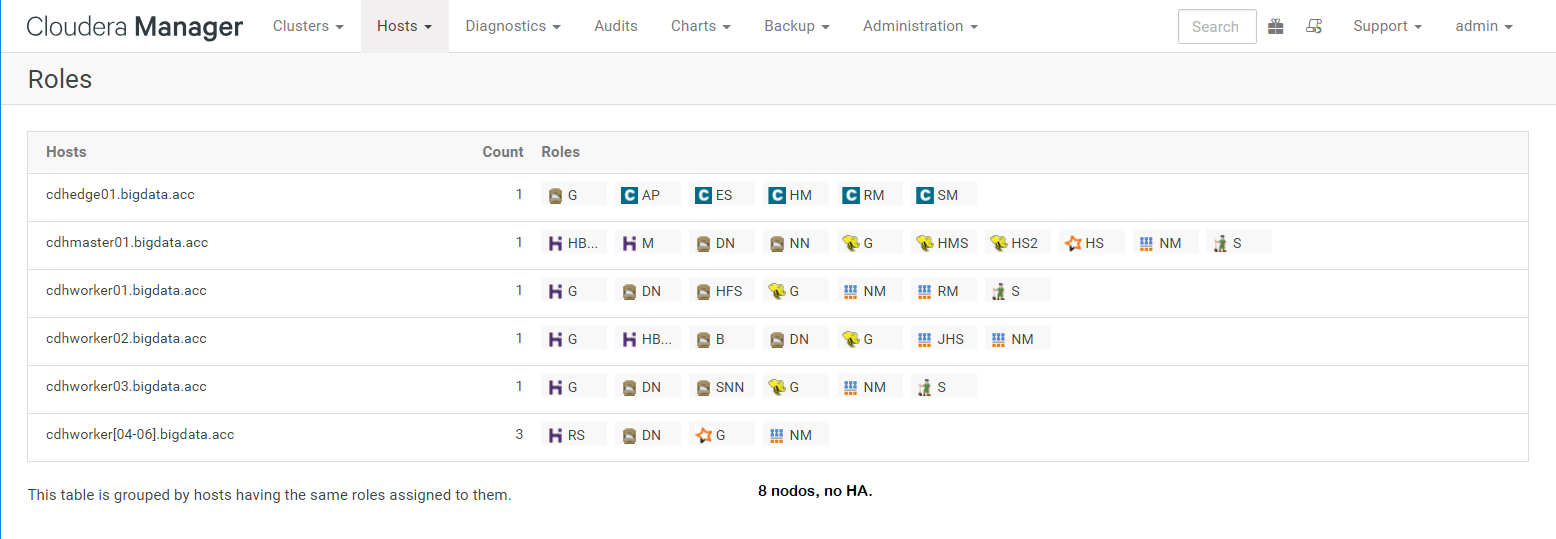 Cloudera Manager Clusters Hosts Diagnostics Audits Charts Backup Administration Search Support admin
Roles
Hosts Count Roles
cdhedge01.bigdata.acc 1 G AP ES HM RM SM
cdhmaster01.bigdata.acc 1 HB... M DN NN G HMS HS2 HS NM S
cdhworker01.bigdata.acc 1 G DN HFS G NM RM S
cdhworker02.bigdata.acc 1 G HB... B DN G JHS NM
cdhworker03.bigdata.acc 1 G DN SNN G NM S
cdhworker[04-06].bigdata.acc 3 RS DN G NM
This table is grouped by hosts having the same roles assigned to them. 8 nodos, no HA.